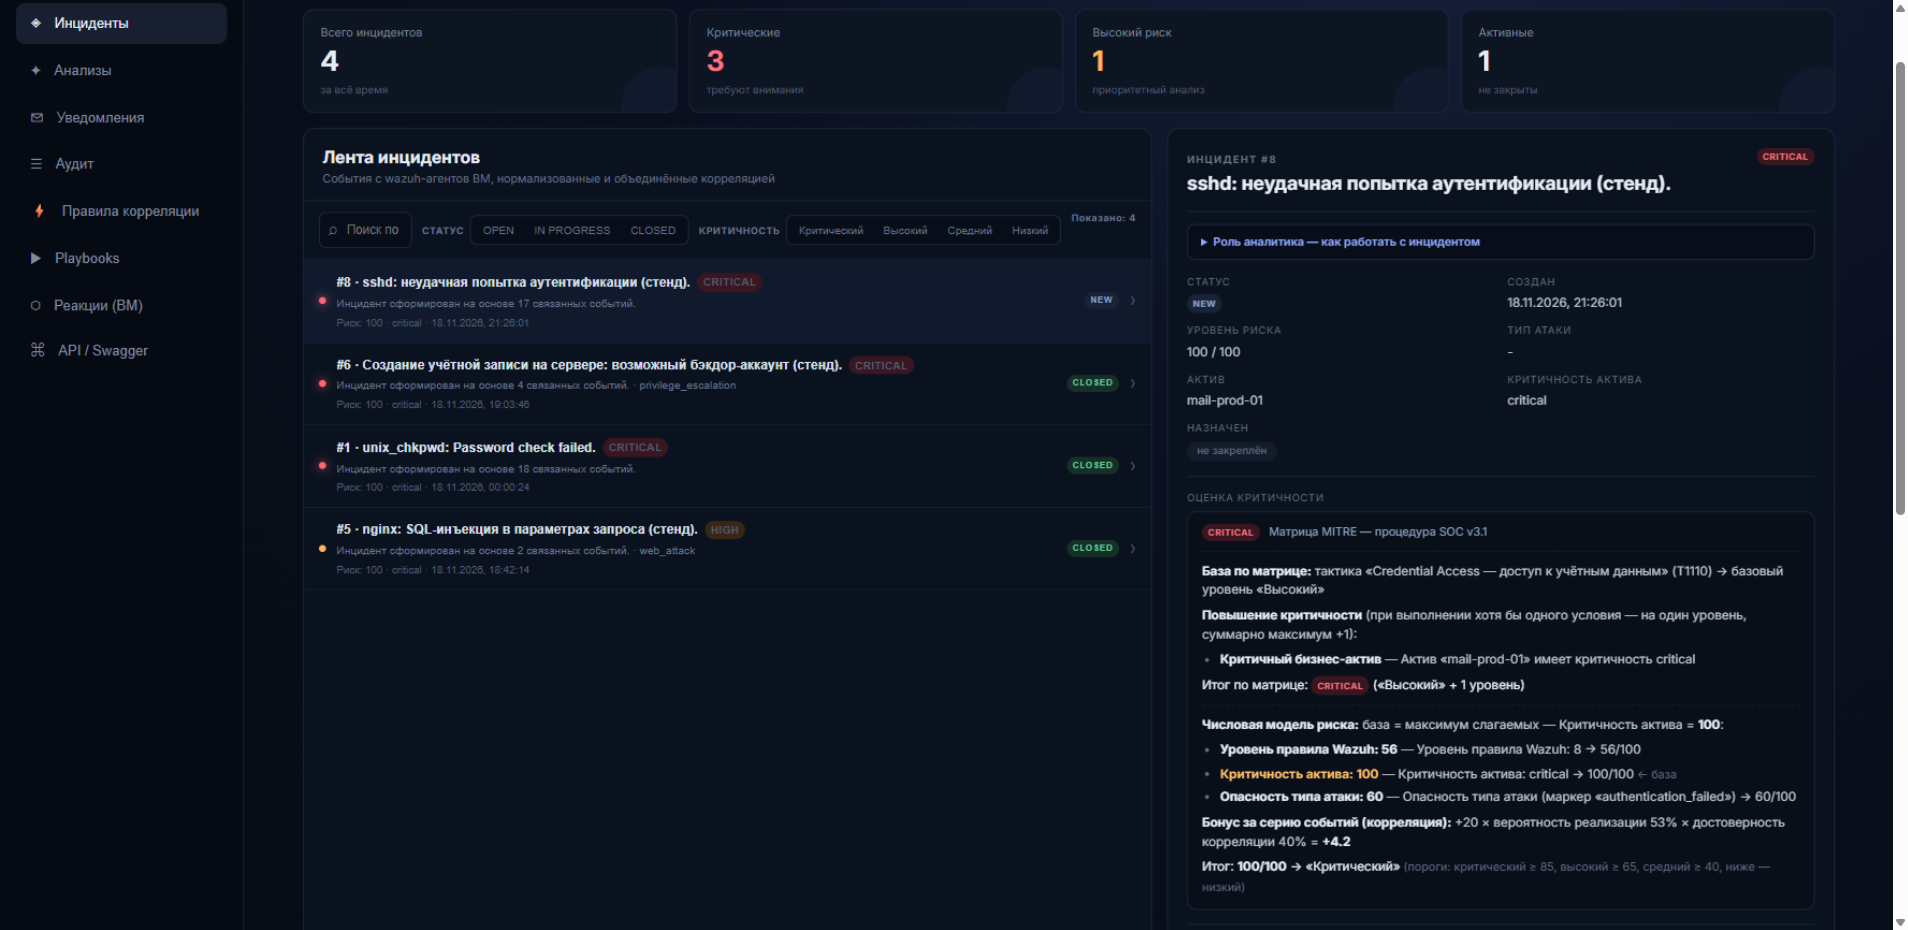 Инциденты
Анализы
Уведомления
Аудит
Правила корреляции
Playbooks
Реакции (ВМ)
API / Swagger
Всего инцидентов
4
за всё время
Критические
3
требуют внимания
Высокий риск
1
приоритетный анализ
Активные
1
не закрыты
Лента инцидентов
События с wazuh-агентов ВМ, нормализованные и объединённые корреляцией
Поиск по
СТАТУС
OPEN
IN PROGRESS
CLOSED
КРИТИЧНОСТЬ
Критический
Высокий
Средний
Низкий
Показано: 4
#8 · sshd: неудачная попытка аутентификации (стенд). CRITICAL
Инцидент сформирован на основе 17 связанных событий.
Риск: 100 · critical · 18.11.2026, 21:26:01
NEW
#6 · Создание учётной записи на сервере: возможный бэкдор-аккаунт (стенд). CRITICAL
Инцидент сформирован на основе 4 связанных событий. · privilege_escalation
Риск: 100 · critical · 18.11.2026, 19:03:46
CLOSED
#1 · unix_chkpwd: Password check failed. CRITICAL
Инцидент сформирован на основе 18 связанных событий.
Риск: 100 · critical · 18.11.2026, 00:00:24
CLOSED
#5 · nginx: SQL-инъекция в параметрах запроса (стенд). HIGH
Инцидент сформирован на основе 2 связанных событий. · web_attack
Риск: 100 · critical · 18.11.2026, 18:42:14
CLOSED
ИНЦИДЕНТ #8
CRITICAL
sshd: неудачная попытка аутентификации (стенд).
Роль аналитика — как работать с инцидентом
СТАТУС
NEW
СОЗДАН
18.11.2026, 21:26:01
УРОВЕНЬ РИСКА
100 / 100
ТИП АТАКИ
-
АКТИВ
mail-prod-01
КРИТИЧНОСТЬ АКТИВА
critical
НАЗНАЧЕН
не закреплён
ОЦЕНКА КРИТИЧНОСТИ
CRITICAL Матрица MITRE — процедура SOC v3.1
База по матрице: тактика «Credential Access — доступ к учётным данным» (T1110) → базовый
уровень «Высокий»
Повышение критичности (при выполнении хотя бы одного условия — на один уровень,
суммарно максимум +1):
• Критичный бизнес-актив — Актив «mail-prod-01» имеет критичность critical
Итог по матрице: CRITICAL («Высокий» + 1 уровень)
Числовая модель риска: база = максимум слагаемых — Критичность актива = 100:
• Уровень правила Wazuh: 56 — Уровень правила Wazuh: 8 → 56/100
• Критичность актива: 100 — Критичность актива: critical → 100/100 ← база
• Опасность типа атаки: 60 — Опасность типа атаки (маркер «authentication_failed») → 60/100
Бонус за серию событий (корреляция): +20 × вероятность реализации 53% × достоверность
корреляции 40% = +4.2
Итог: 100/100 → «Критический» (пороги: критический ≥ 85, высокий ≥ 65, средний ≥ 40, ниже —
низкий)